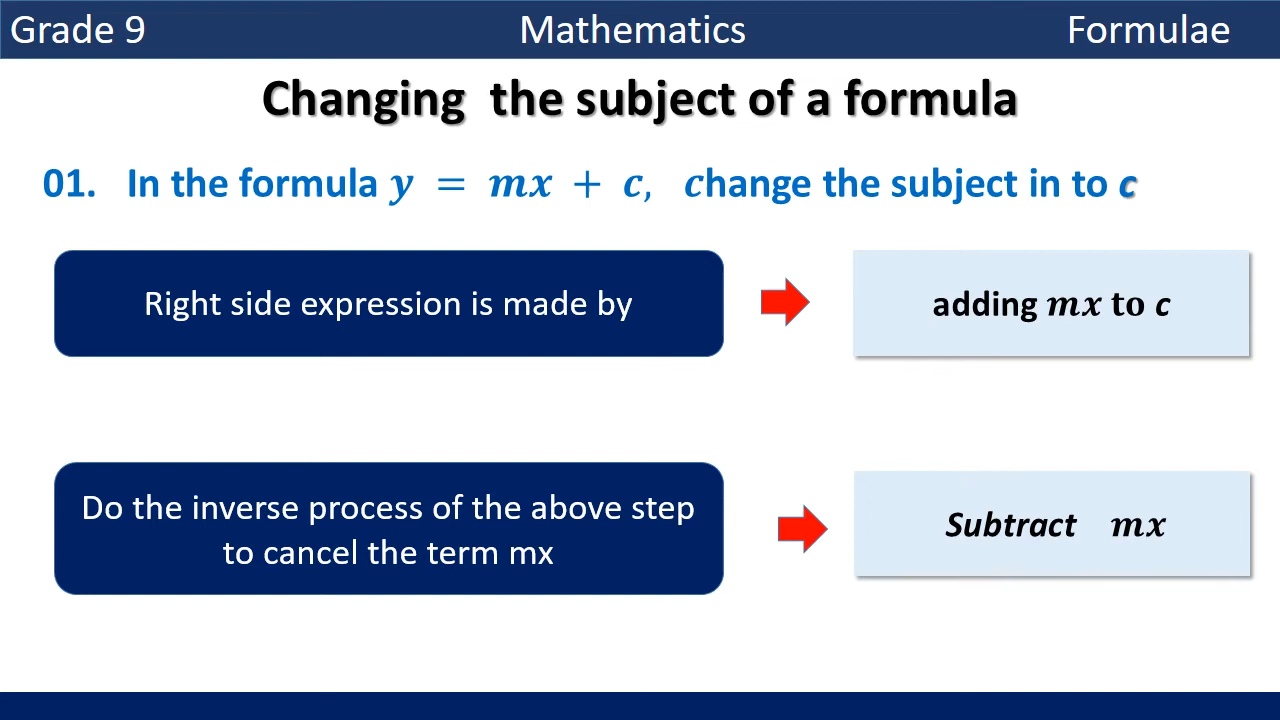 Grade 9 Mathematics Formulae
Changing the subject of a formula
01. In the formula y = mx + c, change the subject in to c
Right side expression is made by
adding mx to c
Do the inverse process of the above step
to cancel the term mx
Subtract mx